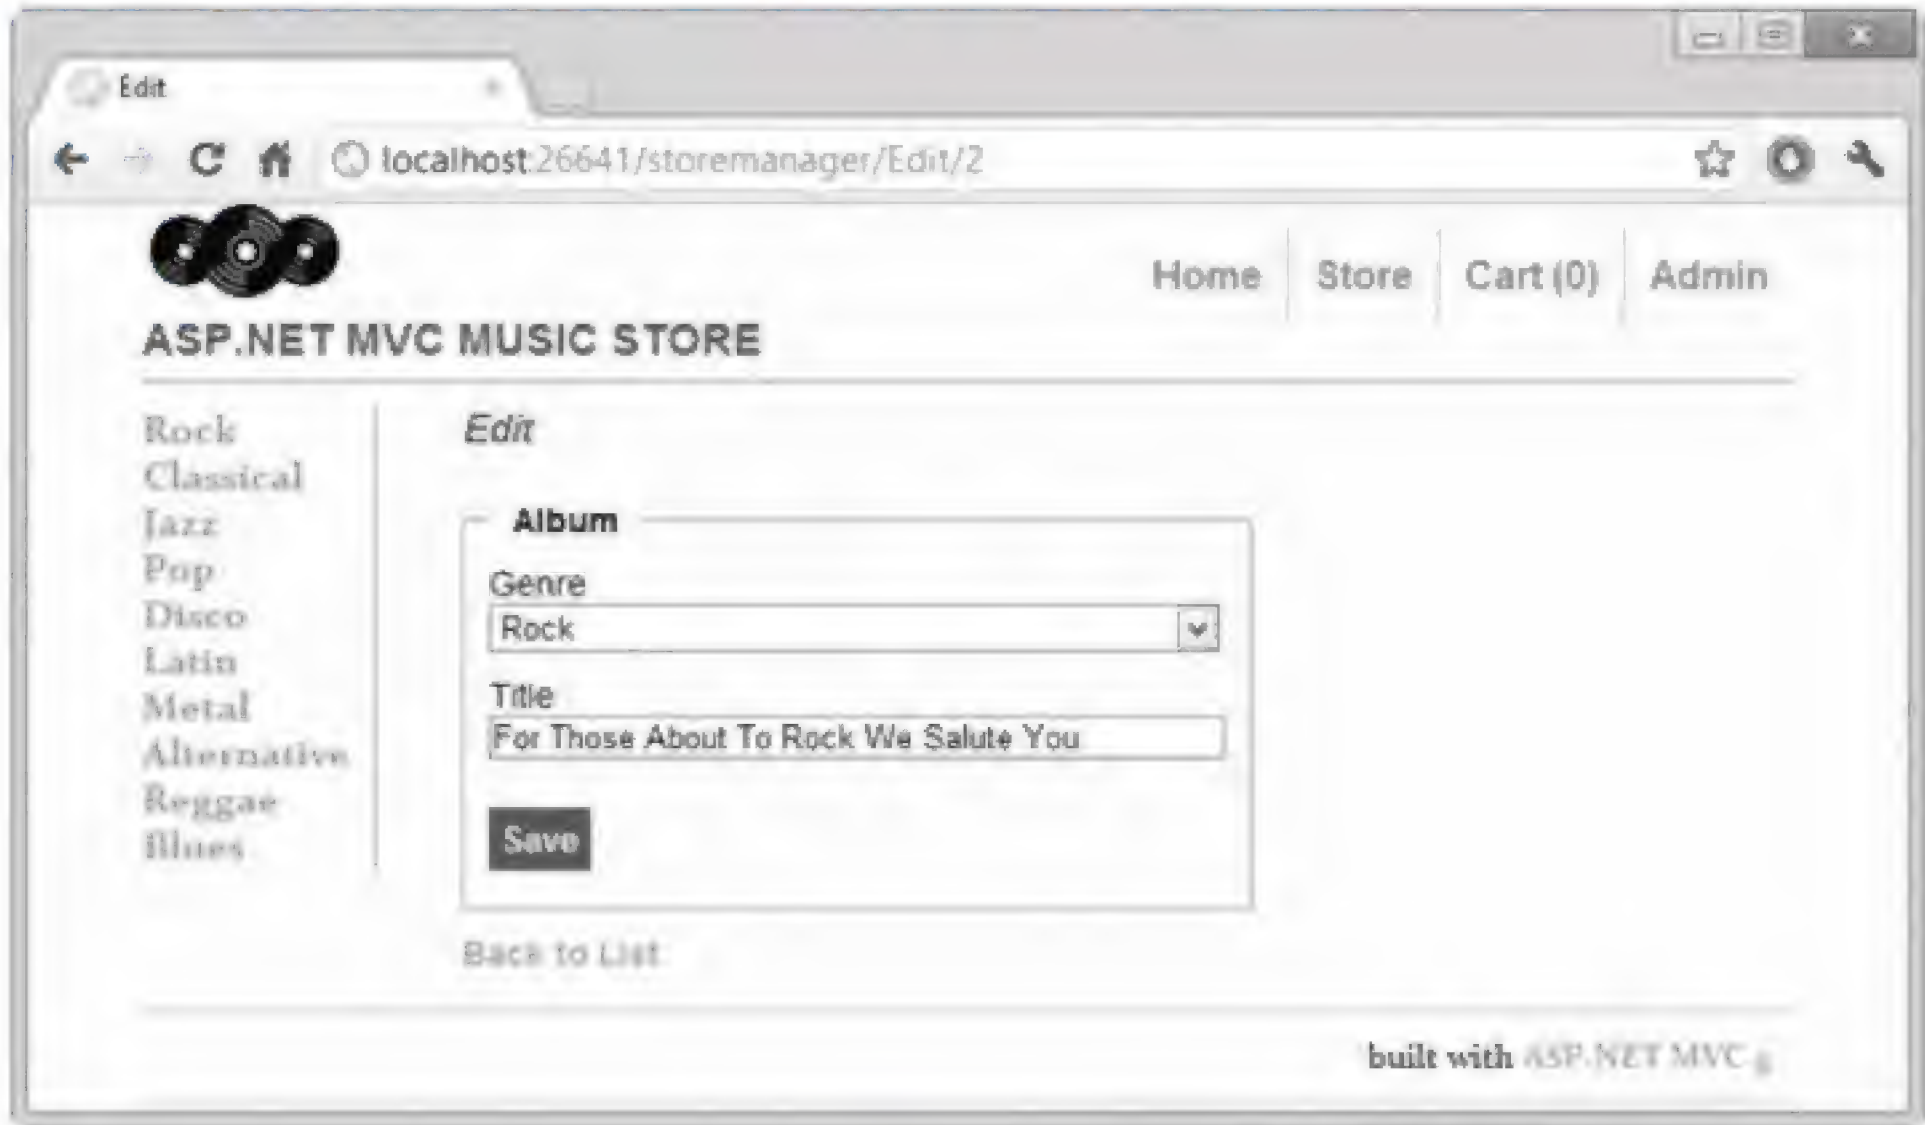 Edit
localhost:26641/storemanager/Edit/2
Home Store Cart (0) Admin
ASP.NET MVC MUSIC STORE
Rock
Classical
Jazz
Pop
Disco
Latin
Metal
Alternative
Reggae
Blues
Edit
Album
Genre
Rock
Title
For Those About To Rock We Salute You
Save
Back to List
built with ASP.NET MVC